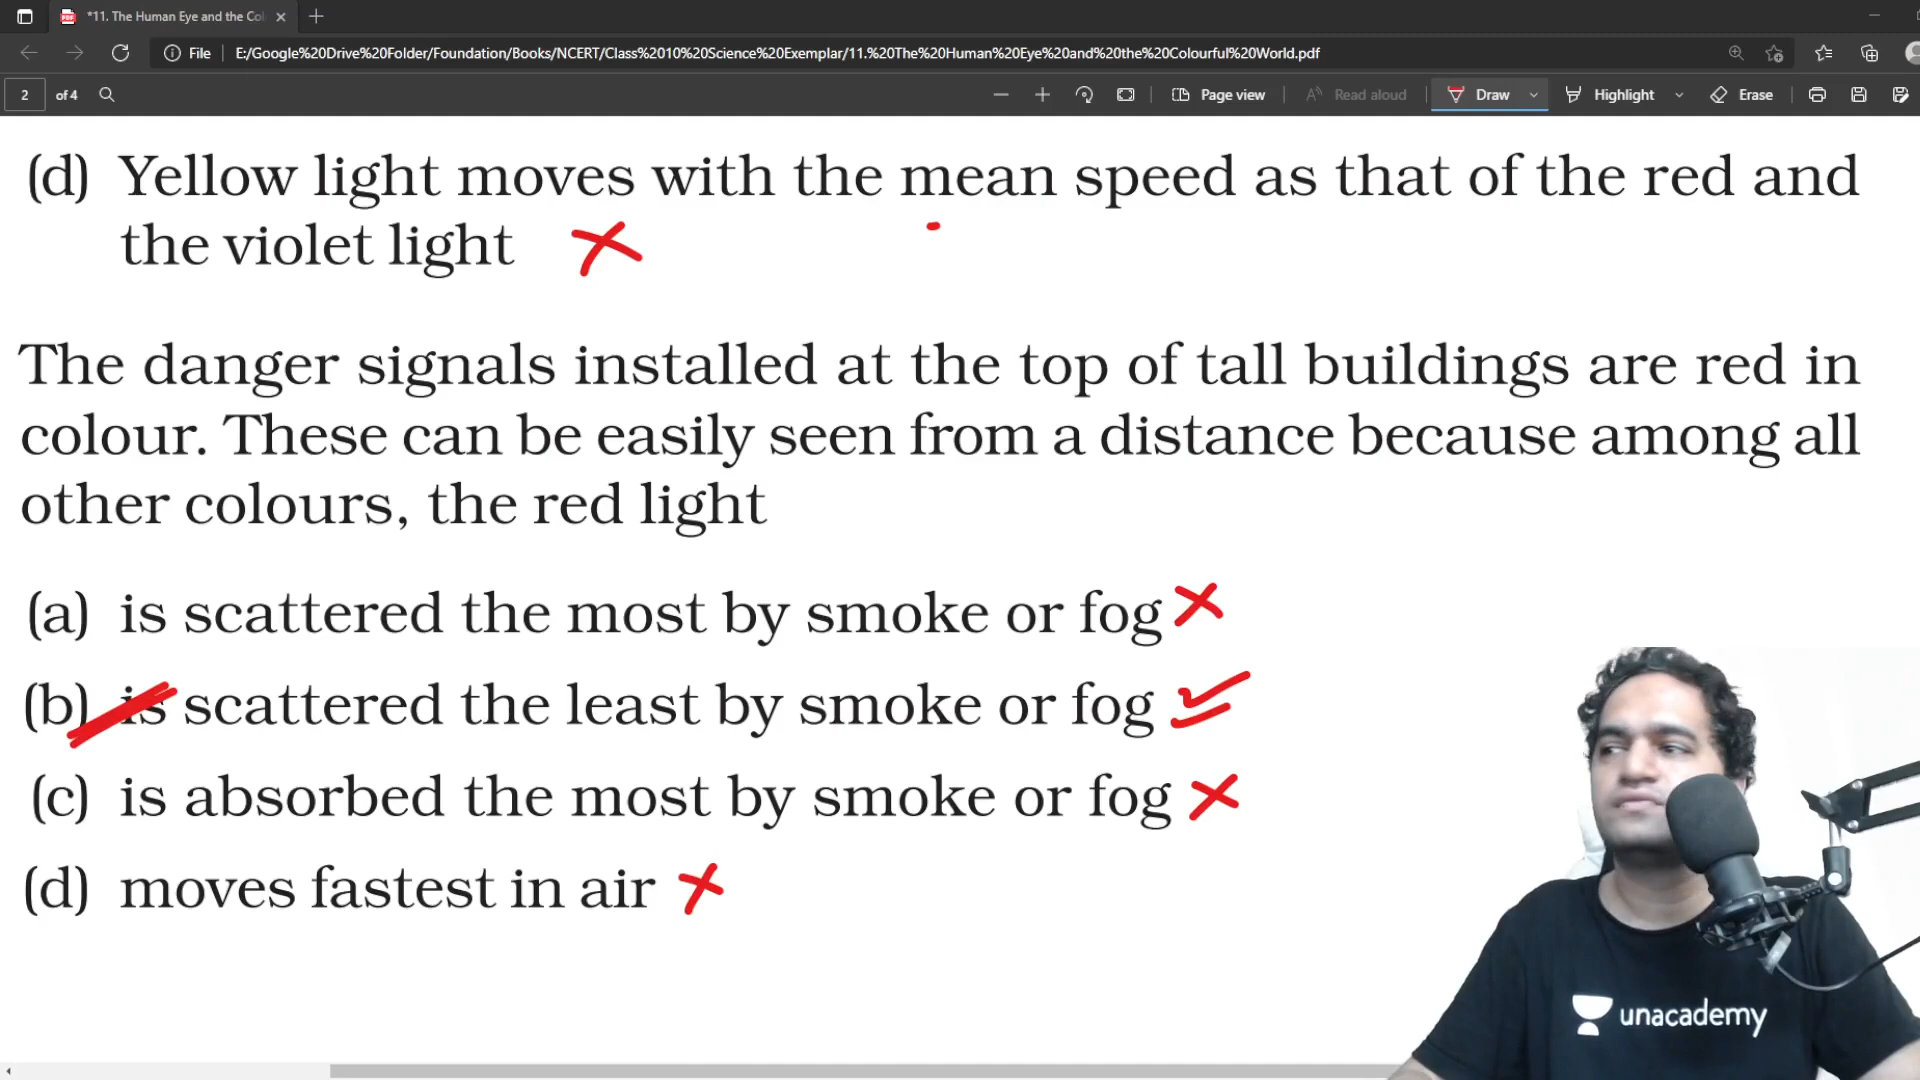 *11. The Human Eye and the Col
File E:/Google%20Drive%20Folder/Foundation/Books/NCERT/Class%2010%20Science%20Exemplar/11.%20The%20Human%20Eye%20and%20the%20Colourful%20World.pdf
2 of 4 Page view Read aloud Draw Highlight Erase
(d) Yellow light moves with the mean speed as that of the red and
the violet light
The danger signals installed at the top of tall buildings are red in
colour. These can be easily seen from a distance because among all
other colours, the red light
(a) is scattered the most by smoke or fog
(b) is scattered the least by smoke or fog
(c) is absorbed the most by smoke or fog
(d) moves fastest in air
unacademy